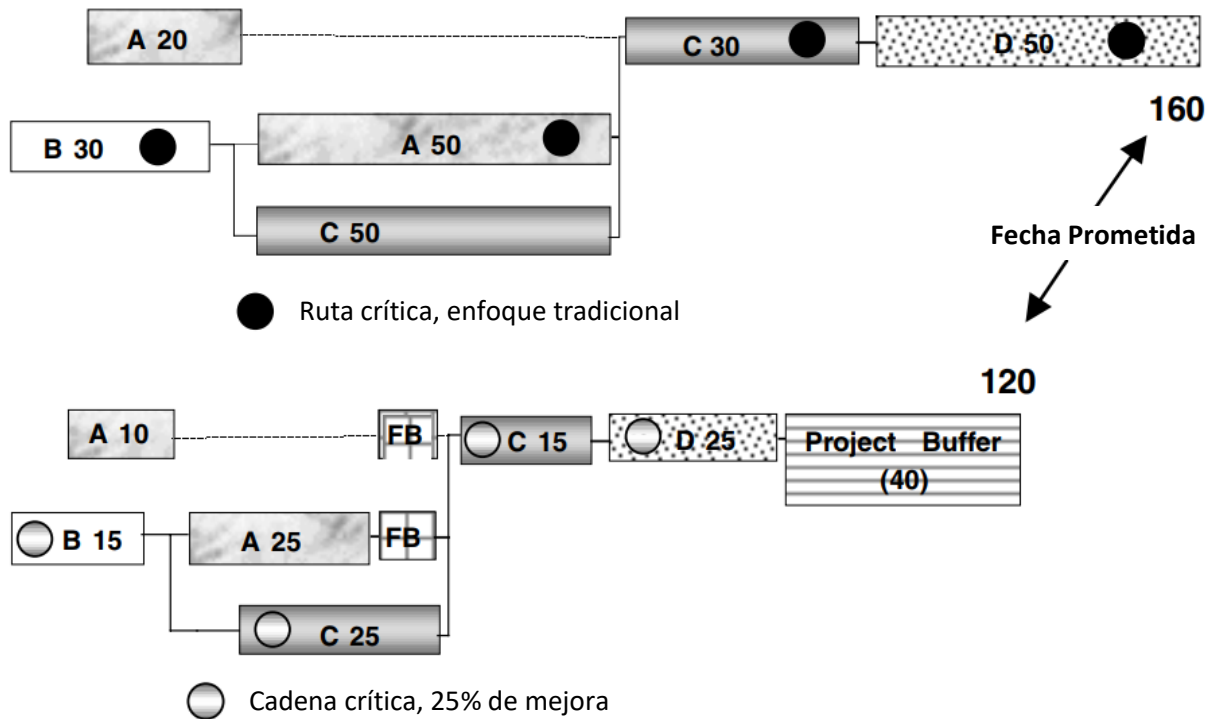 A 20
C 30
D 50
160
B 30
A 50
C 50
Fecha Prometida
Ruta crítica, enfoque tradicional
120
A 10
FB
C 15
D 25
Project Buffer
(40)
B 15
A 25
FB
C 25
Cadena crítica, 25% de mejora